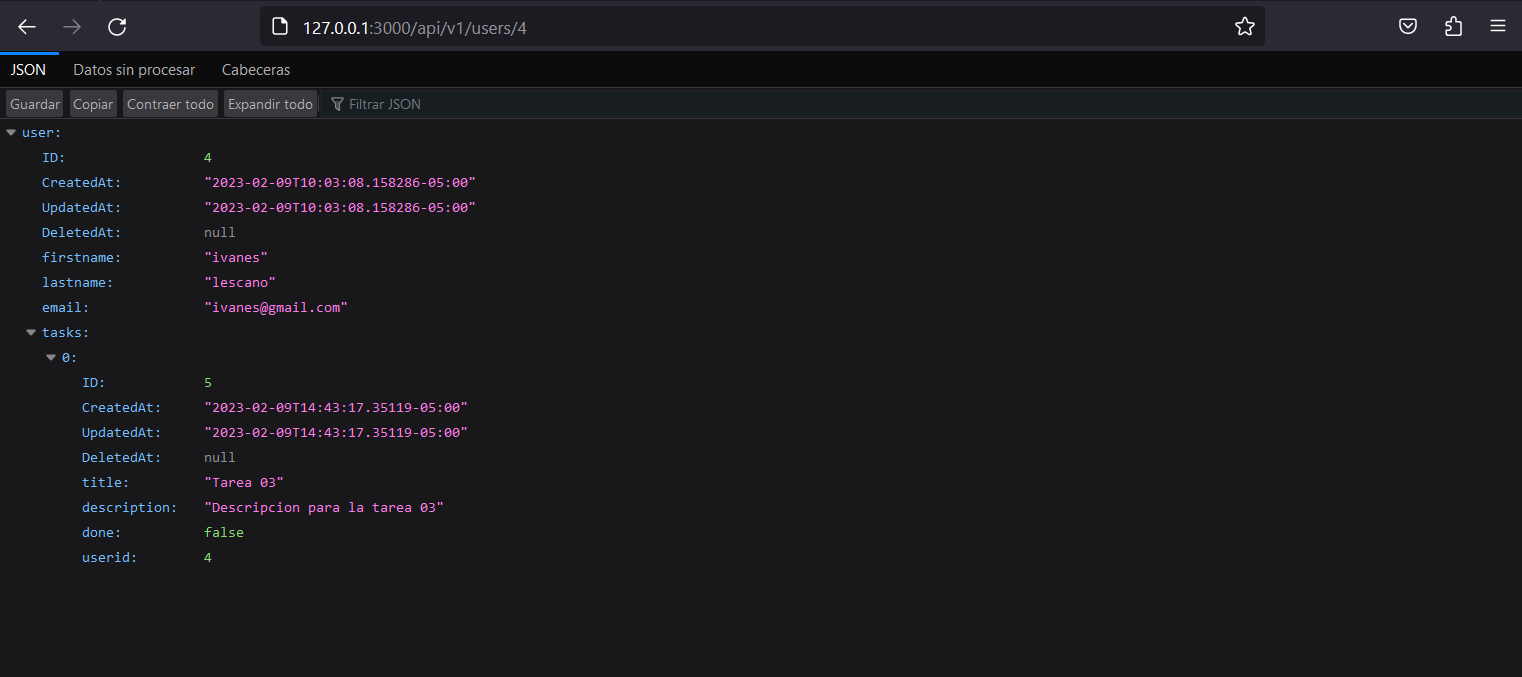 127.0.0.1:3000/api/v1/users/4
JSON Datos sin procesar Cabeceras
Guardar Copiar Contraer todo Expandir todo Filtrar JSON
user:
ID: 4
CreatedAt: "2023-02-09T10:03:08.158286-05:00"
UpdatedAt: "2023-02-09T10:03:08.158286-05:00"
DeletedAt: null
firstname: "ivanes"
lastname: "lescano"
email: "ivanes@gmail.com"
tasks:
0:
ID: 5
CreatedAt: "2023-02-09T14:43:17.35119-05:00"
UpdatedAt: "2023-02-09T14:43:17.35119-05:00"
DeletedAt: null
title: "Tarea 03"
description: "Descripcion para la tarea 03"
done: false
userid: 4